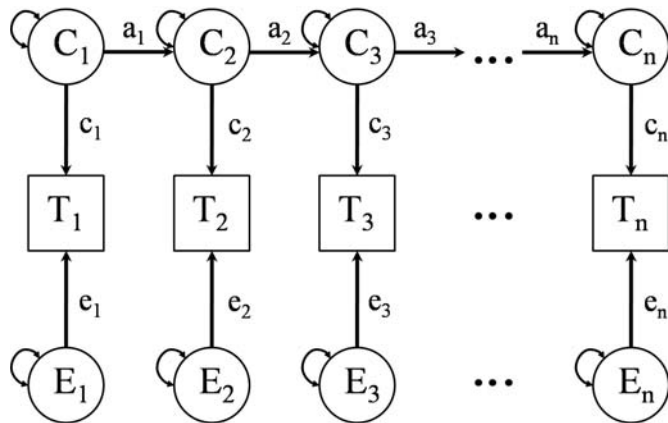 C₁ a₁ C₂ a₂ C₃ a₃ ... aₙ Cₙ
c₁ c₂ c₃ cₙ
T₁ T₂ T₃ ... Tₙ
e₁ e₂ e₃ eₙ
E₁ E₂ E₃ ... Eₙ